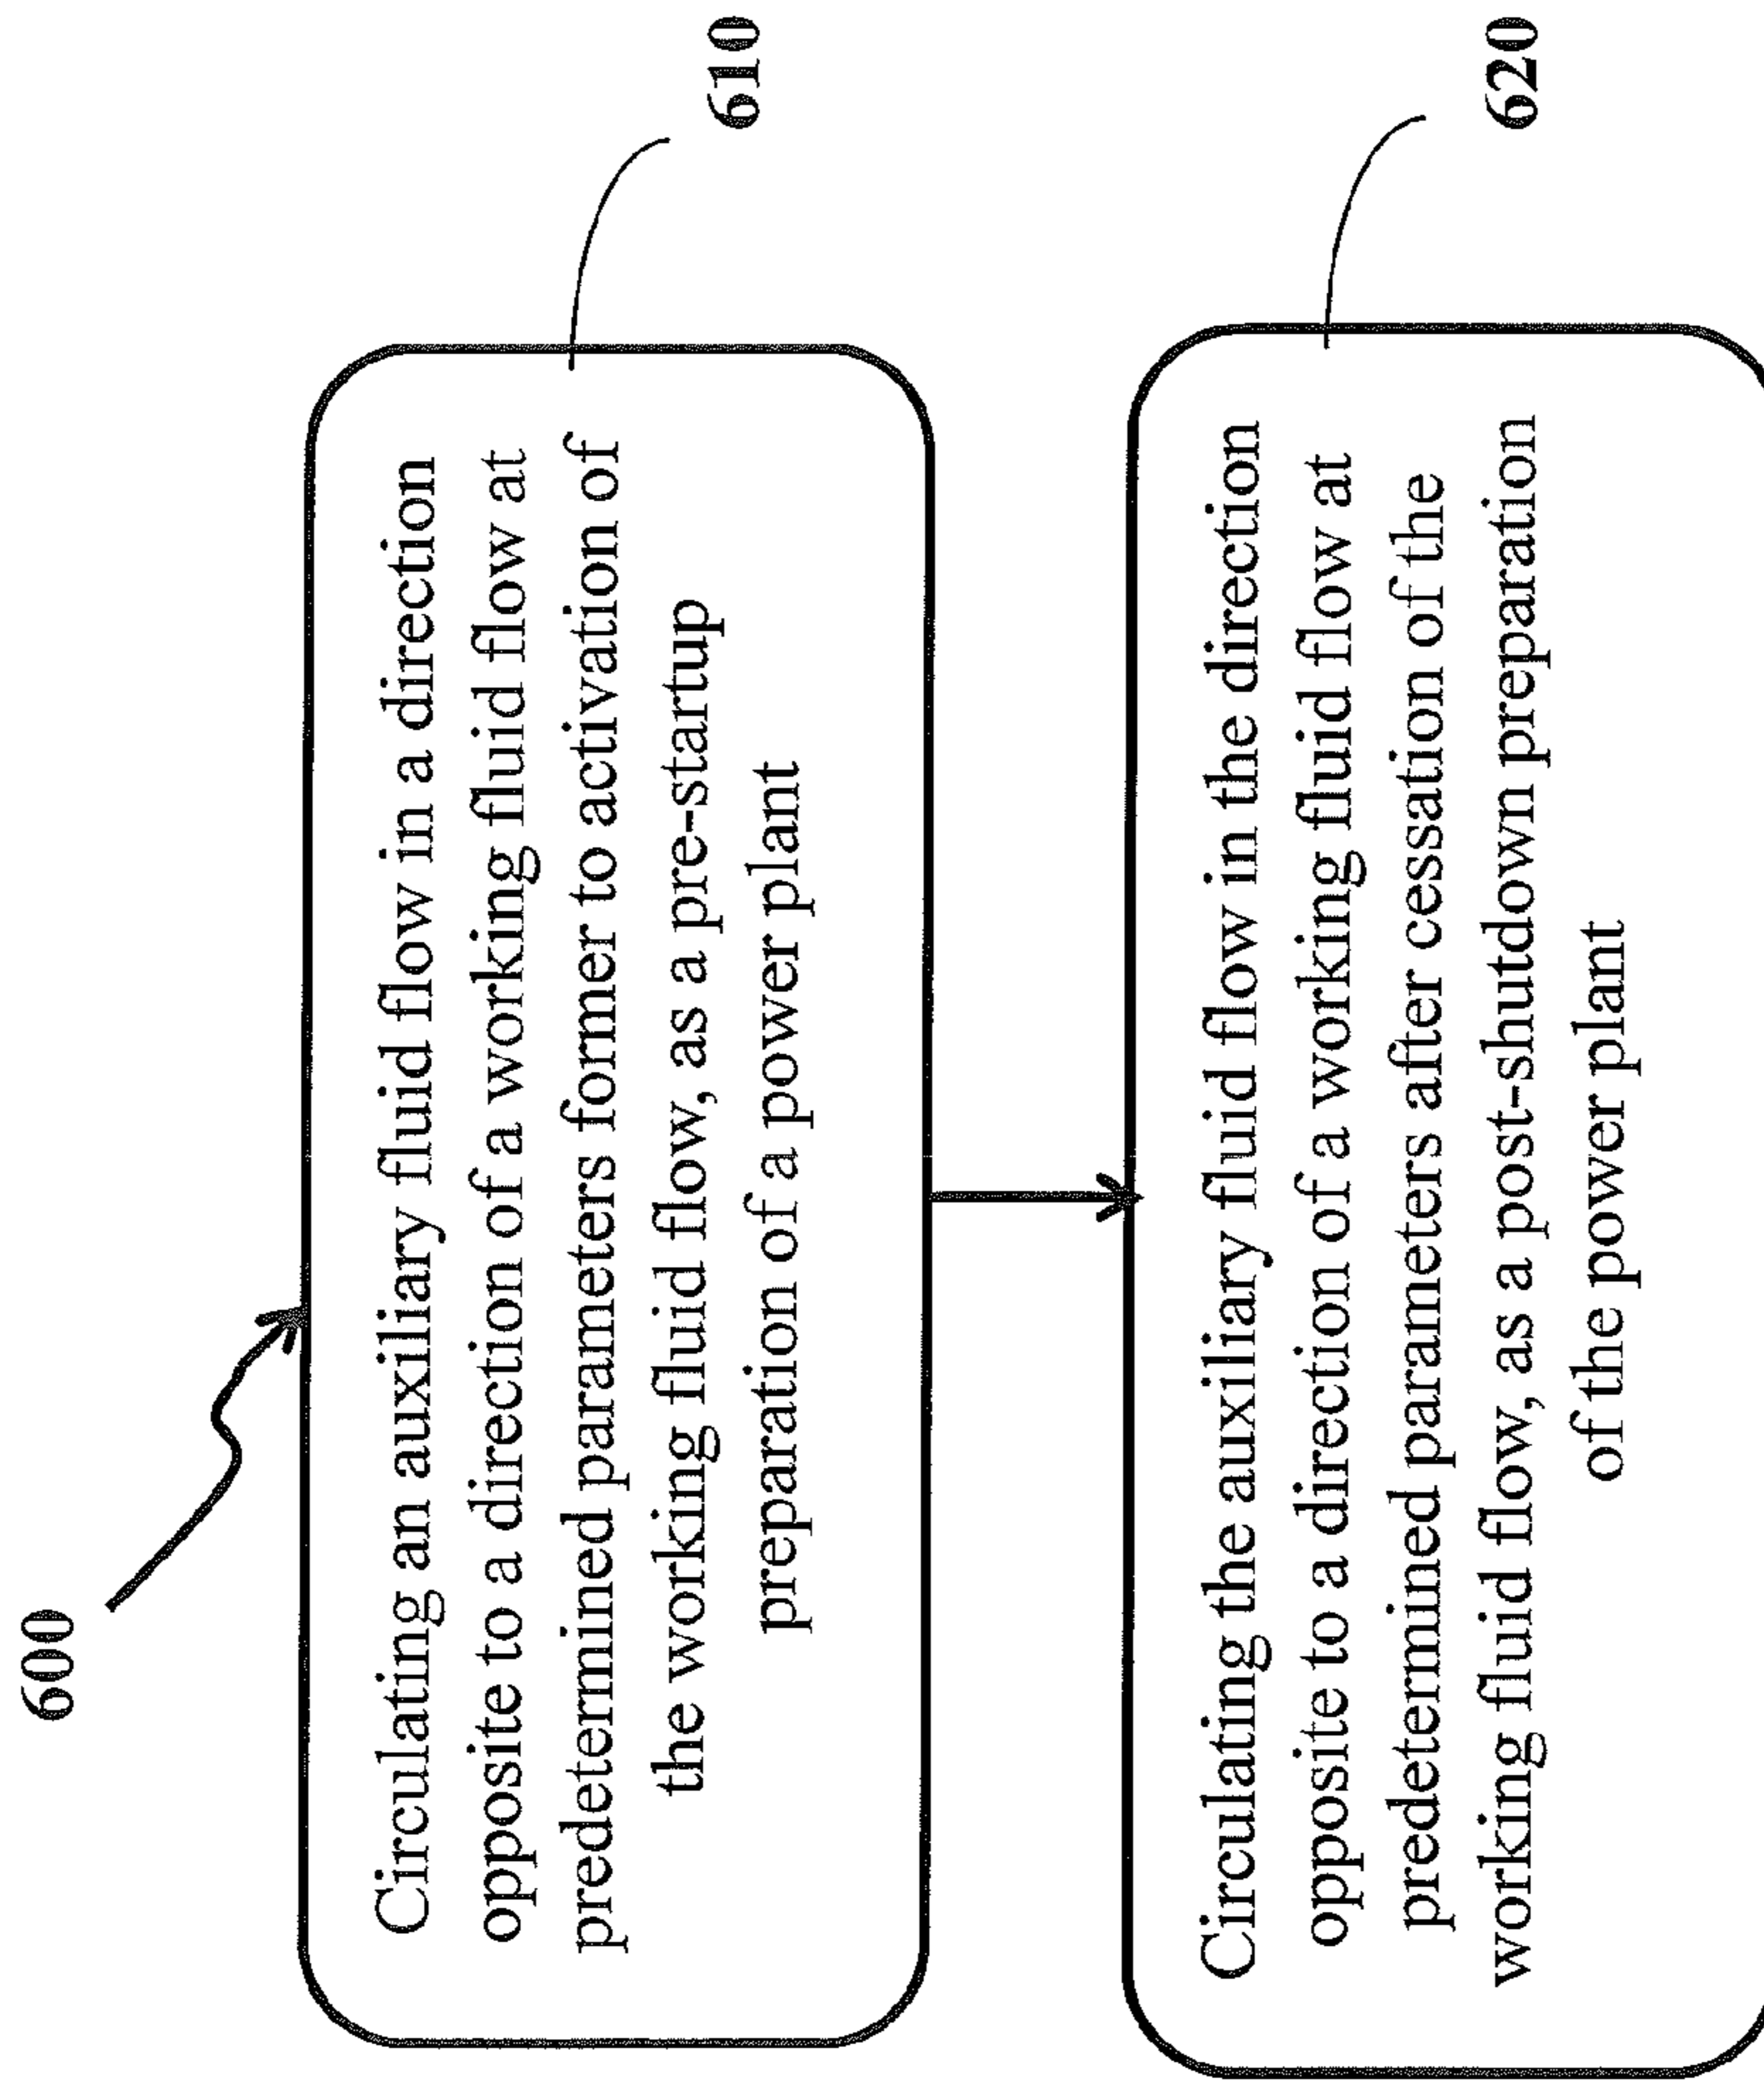 600
Circulating an auxiliary fluid flow in a direction
opposite to a direction of a working fluid flow at
predetermined parameters former to activation of
the working fluid flow, as a pre-startup
preparation of a power plant
610
Circulating the auxiliary fluid flow in the direction
opposite to a direction of a working fluid flow at
predetermined parameters after cessation of the
working fluid flow, as a post-shutdown preparation
of the power plant
620